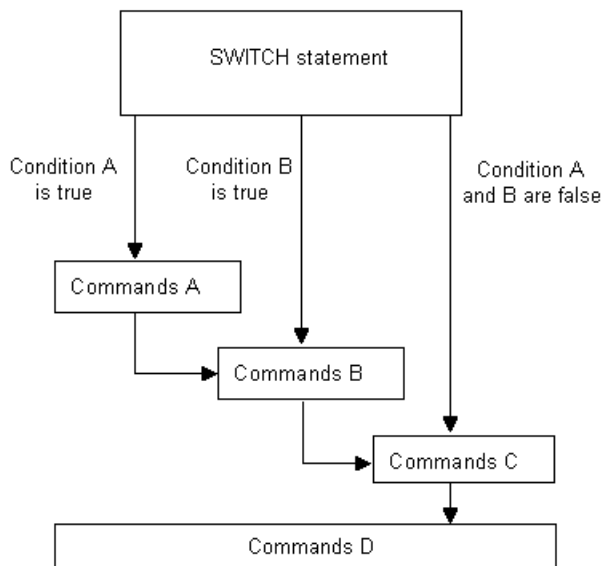 SWITCH statement
Condition A
is true
Condition B
is true
Condition A
and B are false
Commands A
Commands B
Commands C
Commands D